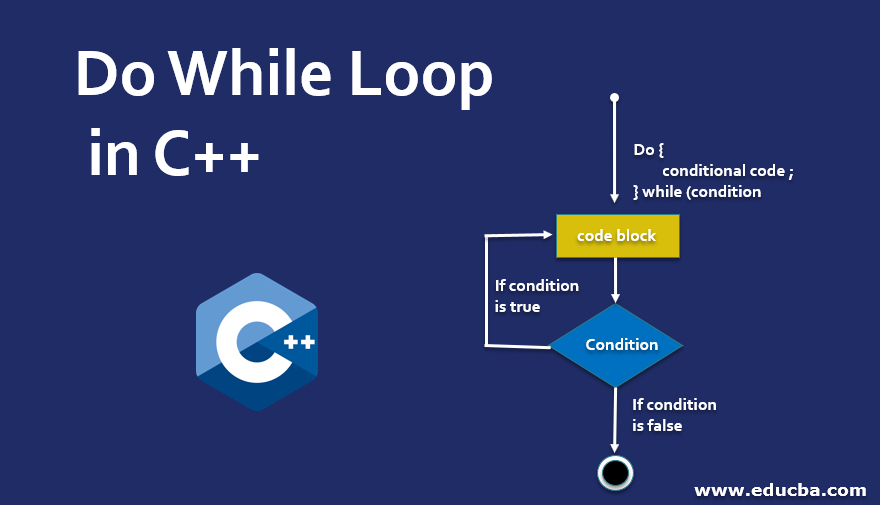 Do While Loop
in C++
Do {
conditional code ;
} while (condition
code block
If condition
is true
Condition
If condition
is false
C++
www.educba.com